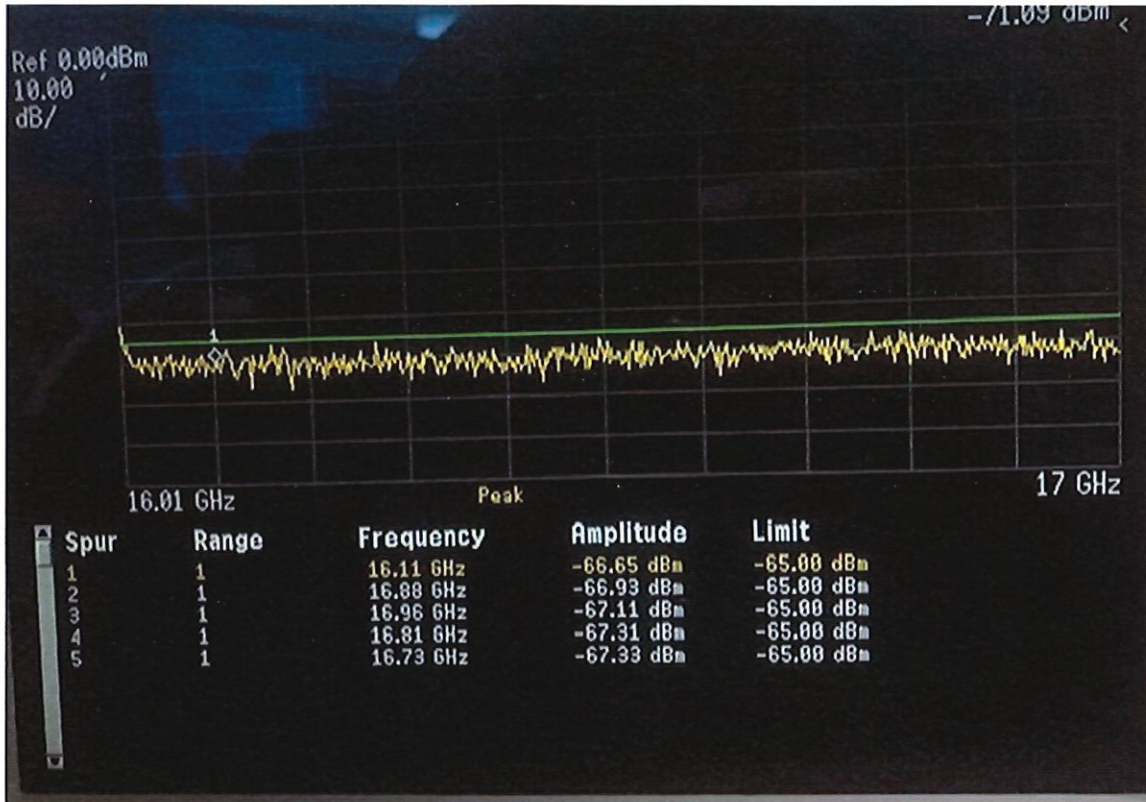 -71.09 dBm
Ref 0.00dBm
10.00
dB/
1
16.01 GHz Peak 17 GHz
Spur Range Frequency Amplitude Limit
1 1 16.11 GHz -66.65 dBm -65.00 dBm
2 1 16.88 GHz -66.93 dBm -65.00 dBm
3 1 16.96 GHz -67.11 dBm -65.00 dBm
4 1 16.81 GHz -67.31 dBm -65.00 dBm
5 1 16.73 GHz -67.33 dBm -65.00 dBm